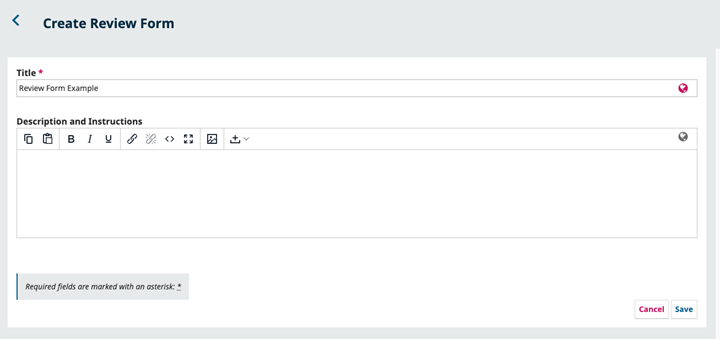 Create Review Form
Title *
Review Form Example
Description and Instructions
B I U
Required fields are marked with an asterisk: *
Cancel Save